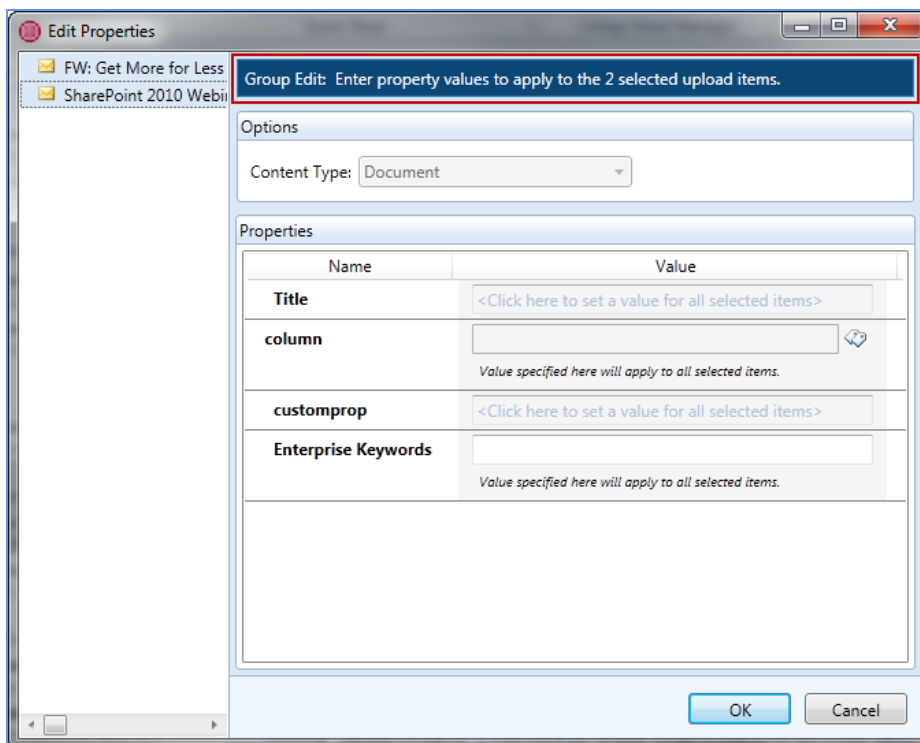 Edit Properties
FW: Get More for Less
SharePoint 2010 Webi
Group Edit: Enter property values to apply to the 2 selected upload items.
Options
Content Type: Document
Properties
Name Value
Title <Click here to set a value for all selected items>
column
Value specified here will apply to all selected items.
customprop <Click here to set a value for all selected items>
Enterprise Keywords
Value specified here will apply to all selected items.
OK Cancel